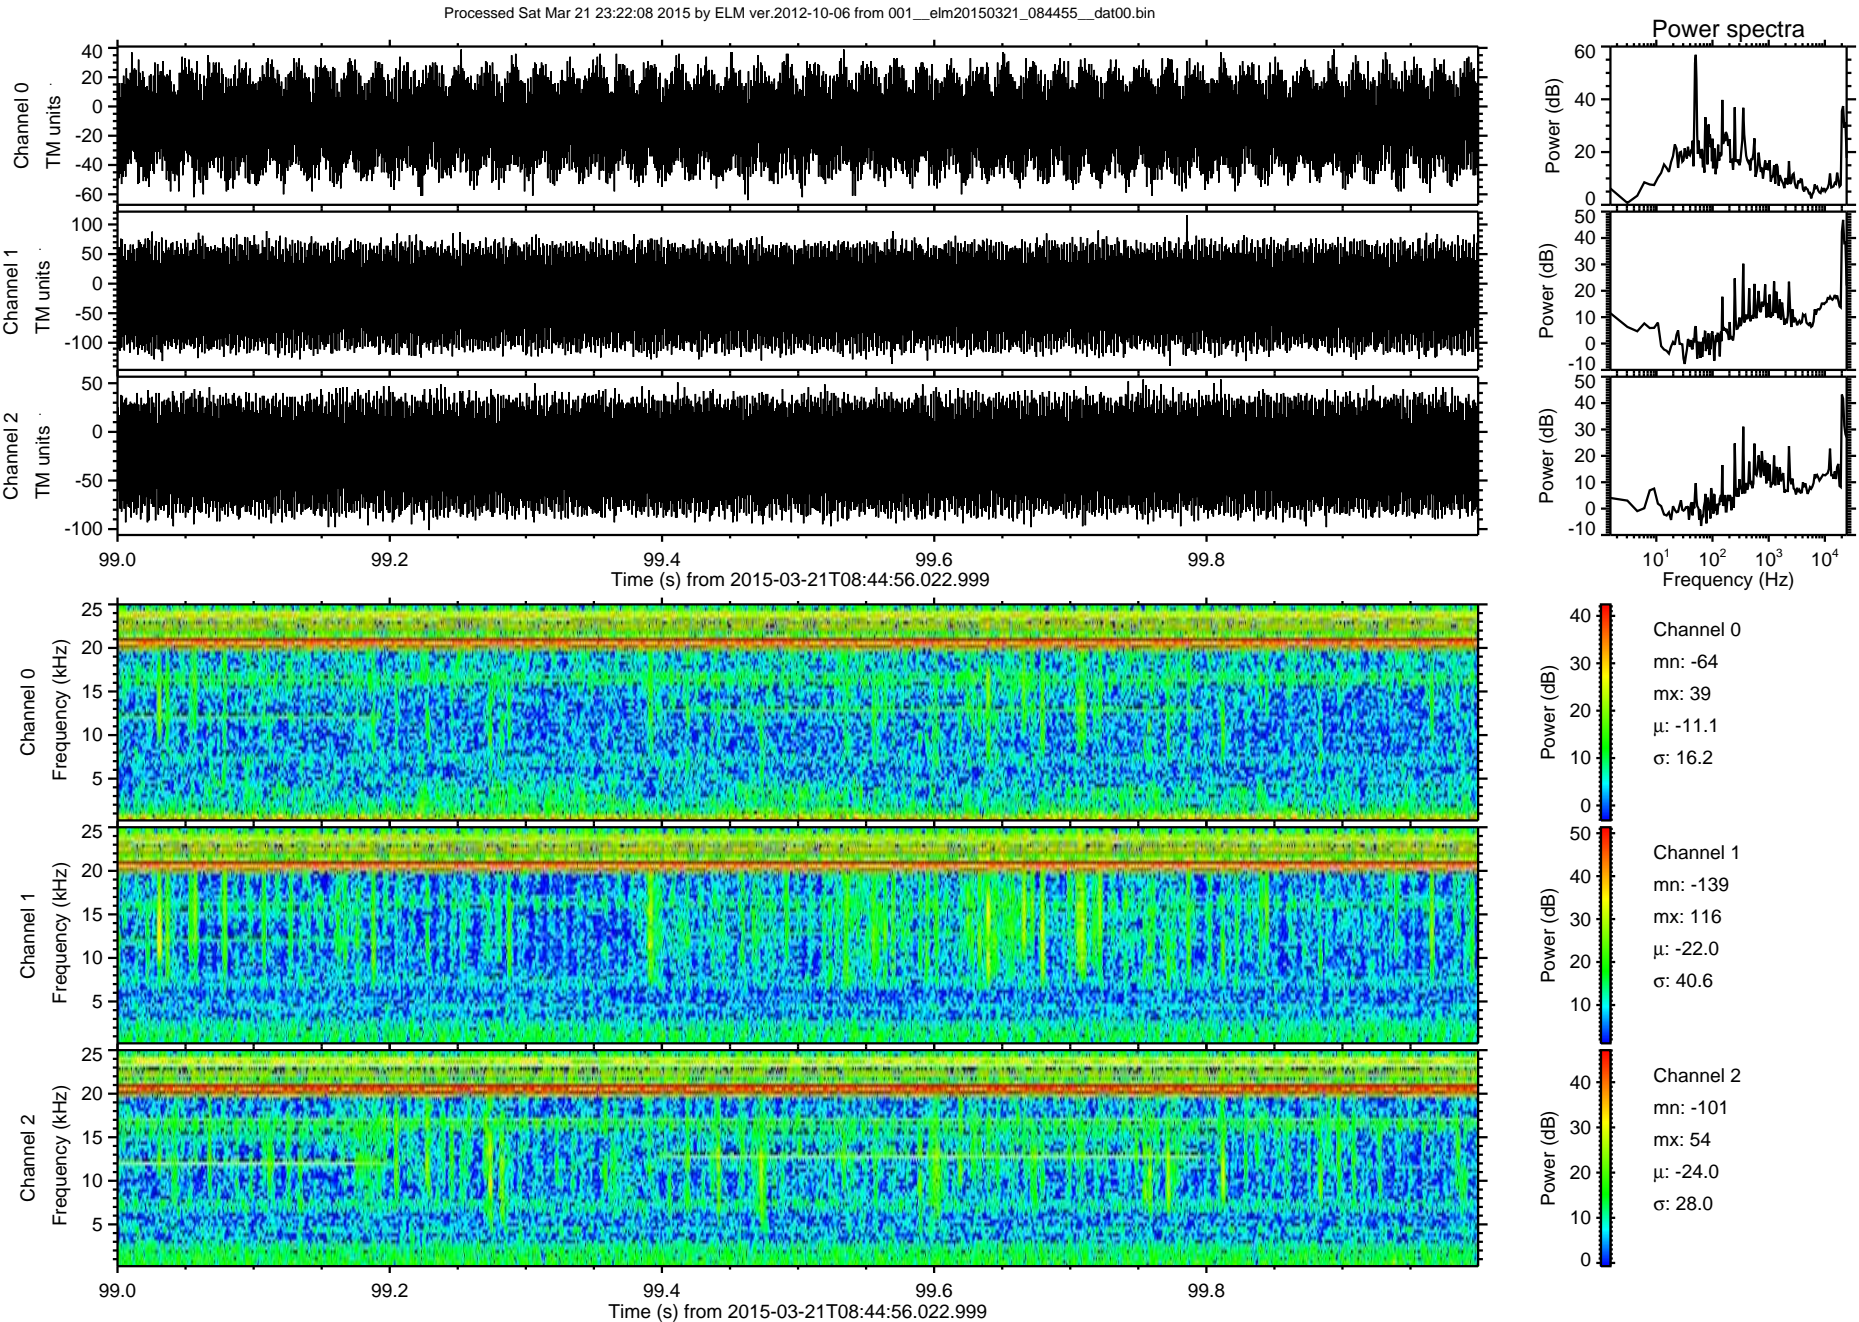 Processed Sat Mar 21 23:22:08 2015 by ELM ver.2012-10-06 from 001__elm20150321_084455__dat00.bin
Power spectra
Channel 0
TM units
40
20
0
-20
-40
-60
Power (dB)
60
40
20
0
Channel 1
TM units
100
50
0
-50
-100
Power (dB)
50
40
30
20
10
0
-10
Channel 2
TM units
50
0
-50
-100
Power (dB)
50
40
30
20
10
0
-10
99.0 99.2 99.4 99.6 99.8
Time (s) from 2015-03-21T08:44:56.022.999
10^1 10^2 10^3 10^4
Frequency (Hz)
Channel 0
Frequency (kHz)
25
20
15
10
5
Power (dB)
40
30
20
10
0
Channel 0
mn: -64
mx: 39
μ: -11.1
σ: 16.2
Channel 1
Frequency (kHz)
25
20
15
10
5
Power (dB)
50
40
30
20
10
Channel 1
mn: -139
mx: 116
μ: -22.0
σ: 40.6
Channel 2
Frequency (kHz)
25
20
15
10
5
Power (dB)
40
30
20
10
0
Channel 2
mn: -101
mx: 54
μ: -24.0
σ: 28.0
99.0 99.2 99.4 99.6 99.8
Time (s) from 2015-03-21T08:44:56.022.999